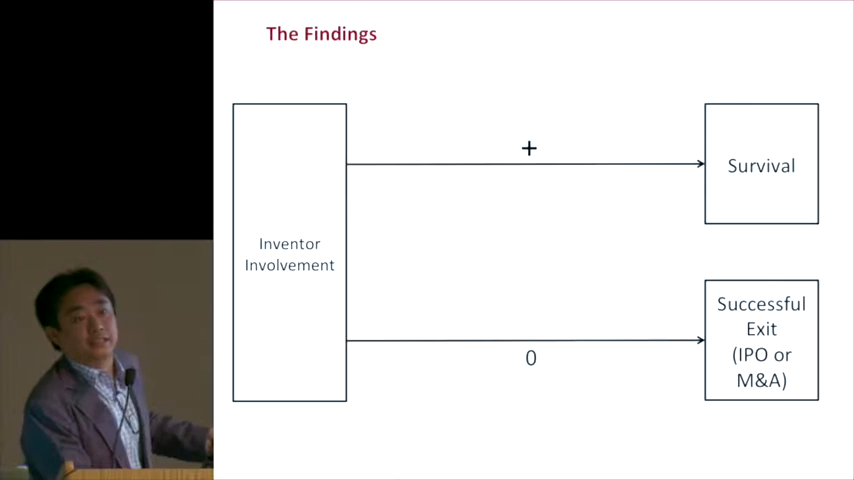 The Findings
+
Survival
Inventor
Involvement
Successful
Exit
(IPO or
M&A)
0